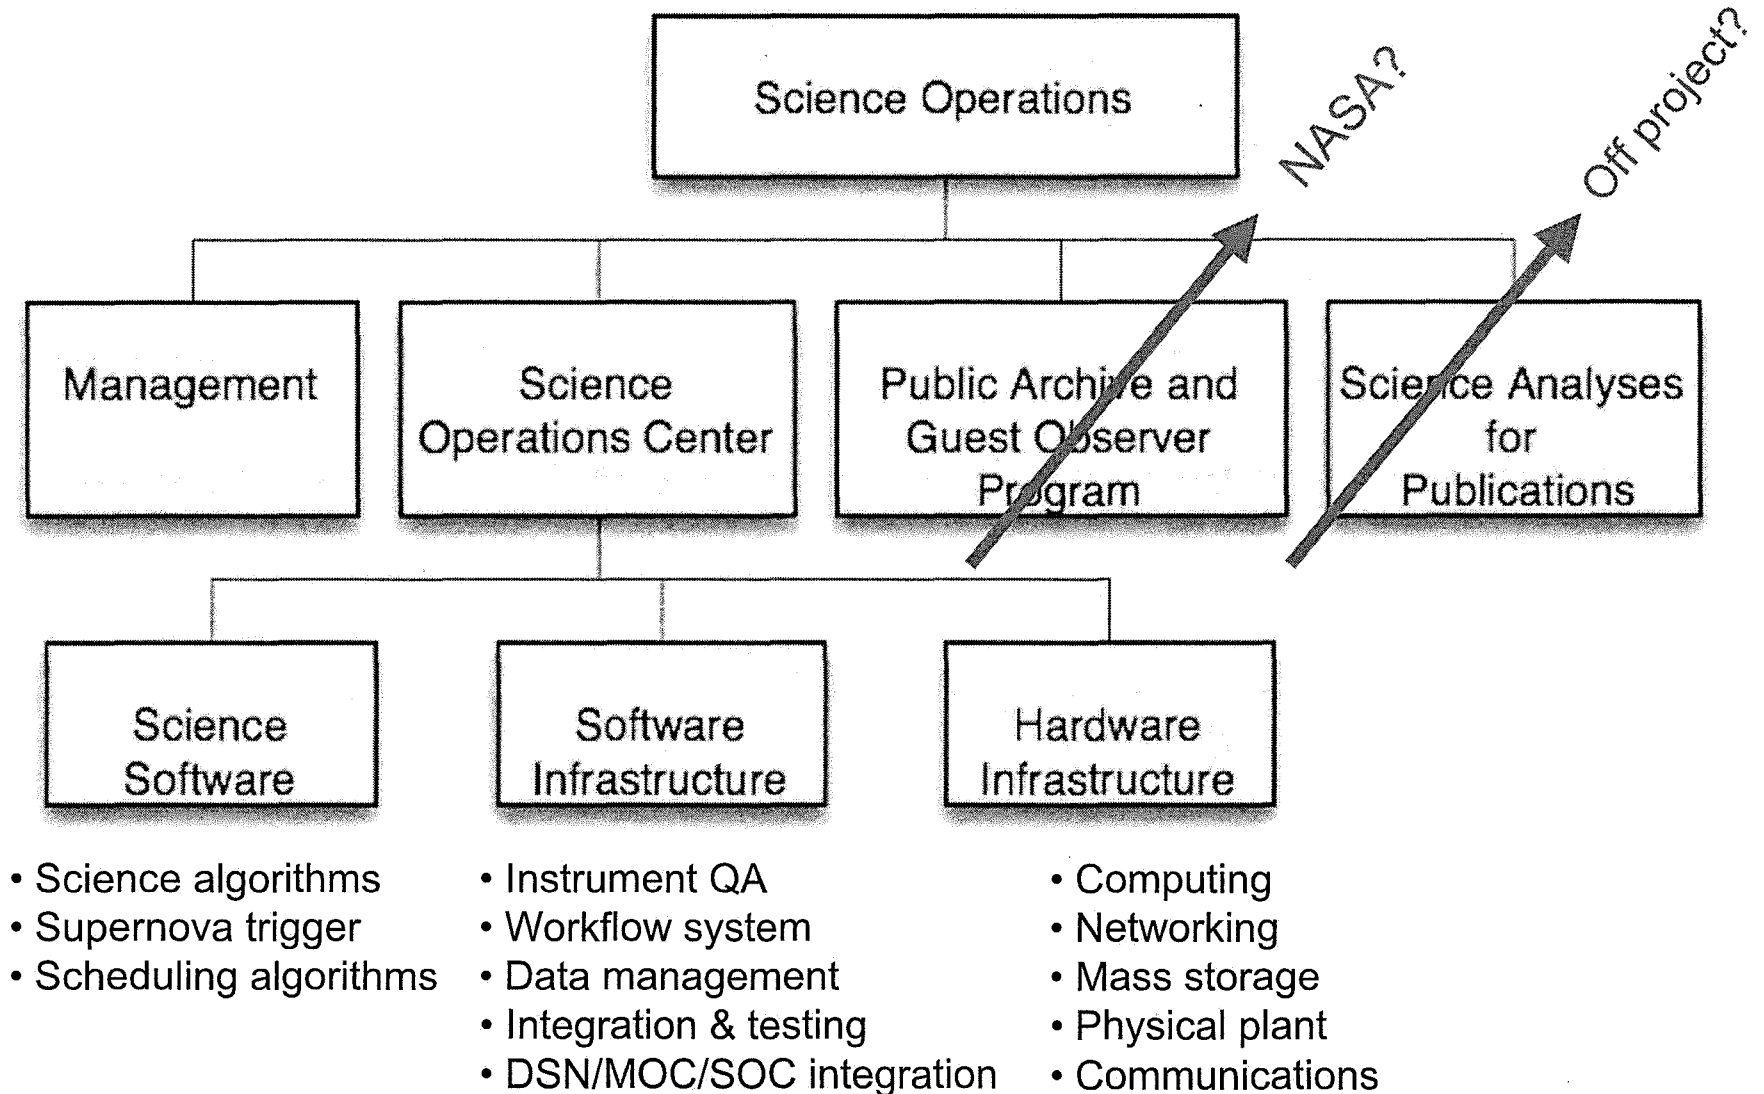 Science Operations
NASA?
Off project?
Management
Science
Operations Center
Public Archive and
Guest Observer
Program
Science Analyses
for
Publications
Science
Software
Software
Infrastructure
Hardware
Infrastructure
• Science algorithms
• Supernova trigger
• Scheduling algorithms
• Instrument QA
• Workflow system
• Data management
• Integration & testing
• DSN/MOC/SOC integration
• Computing
• Networking
• Mass storage
• Physical plant
• Communications